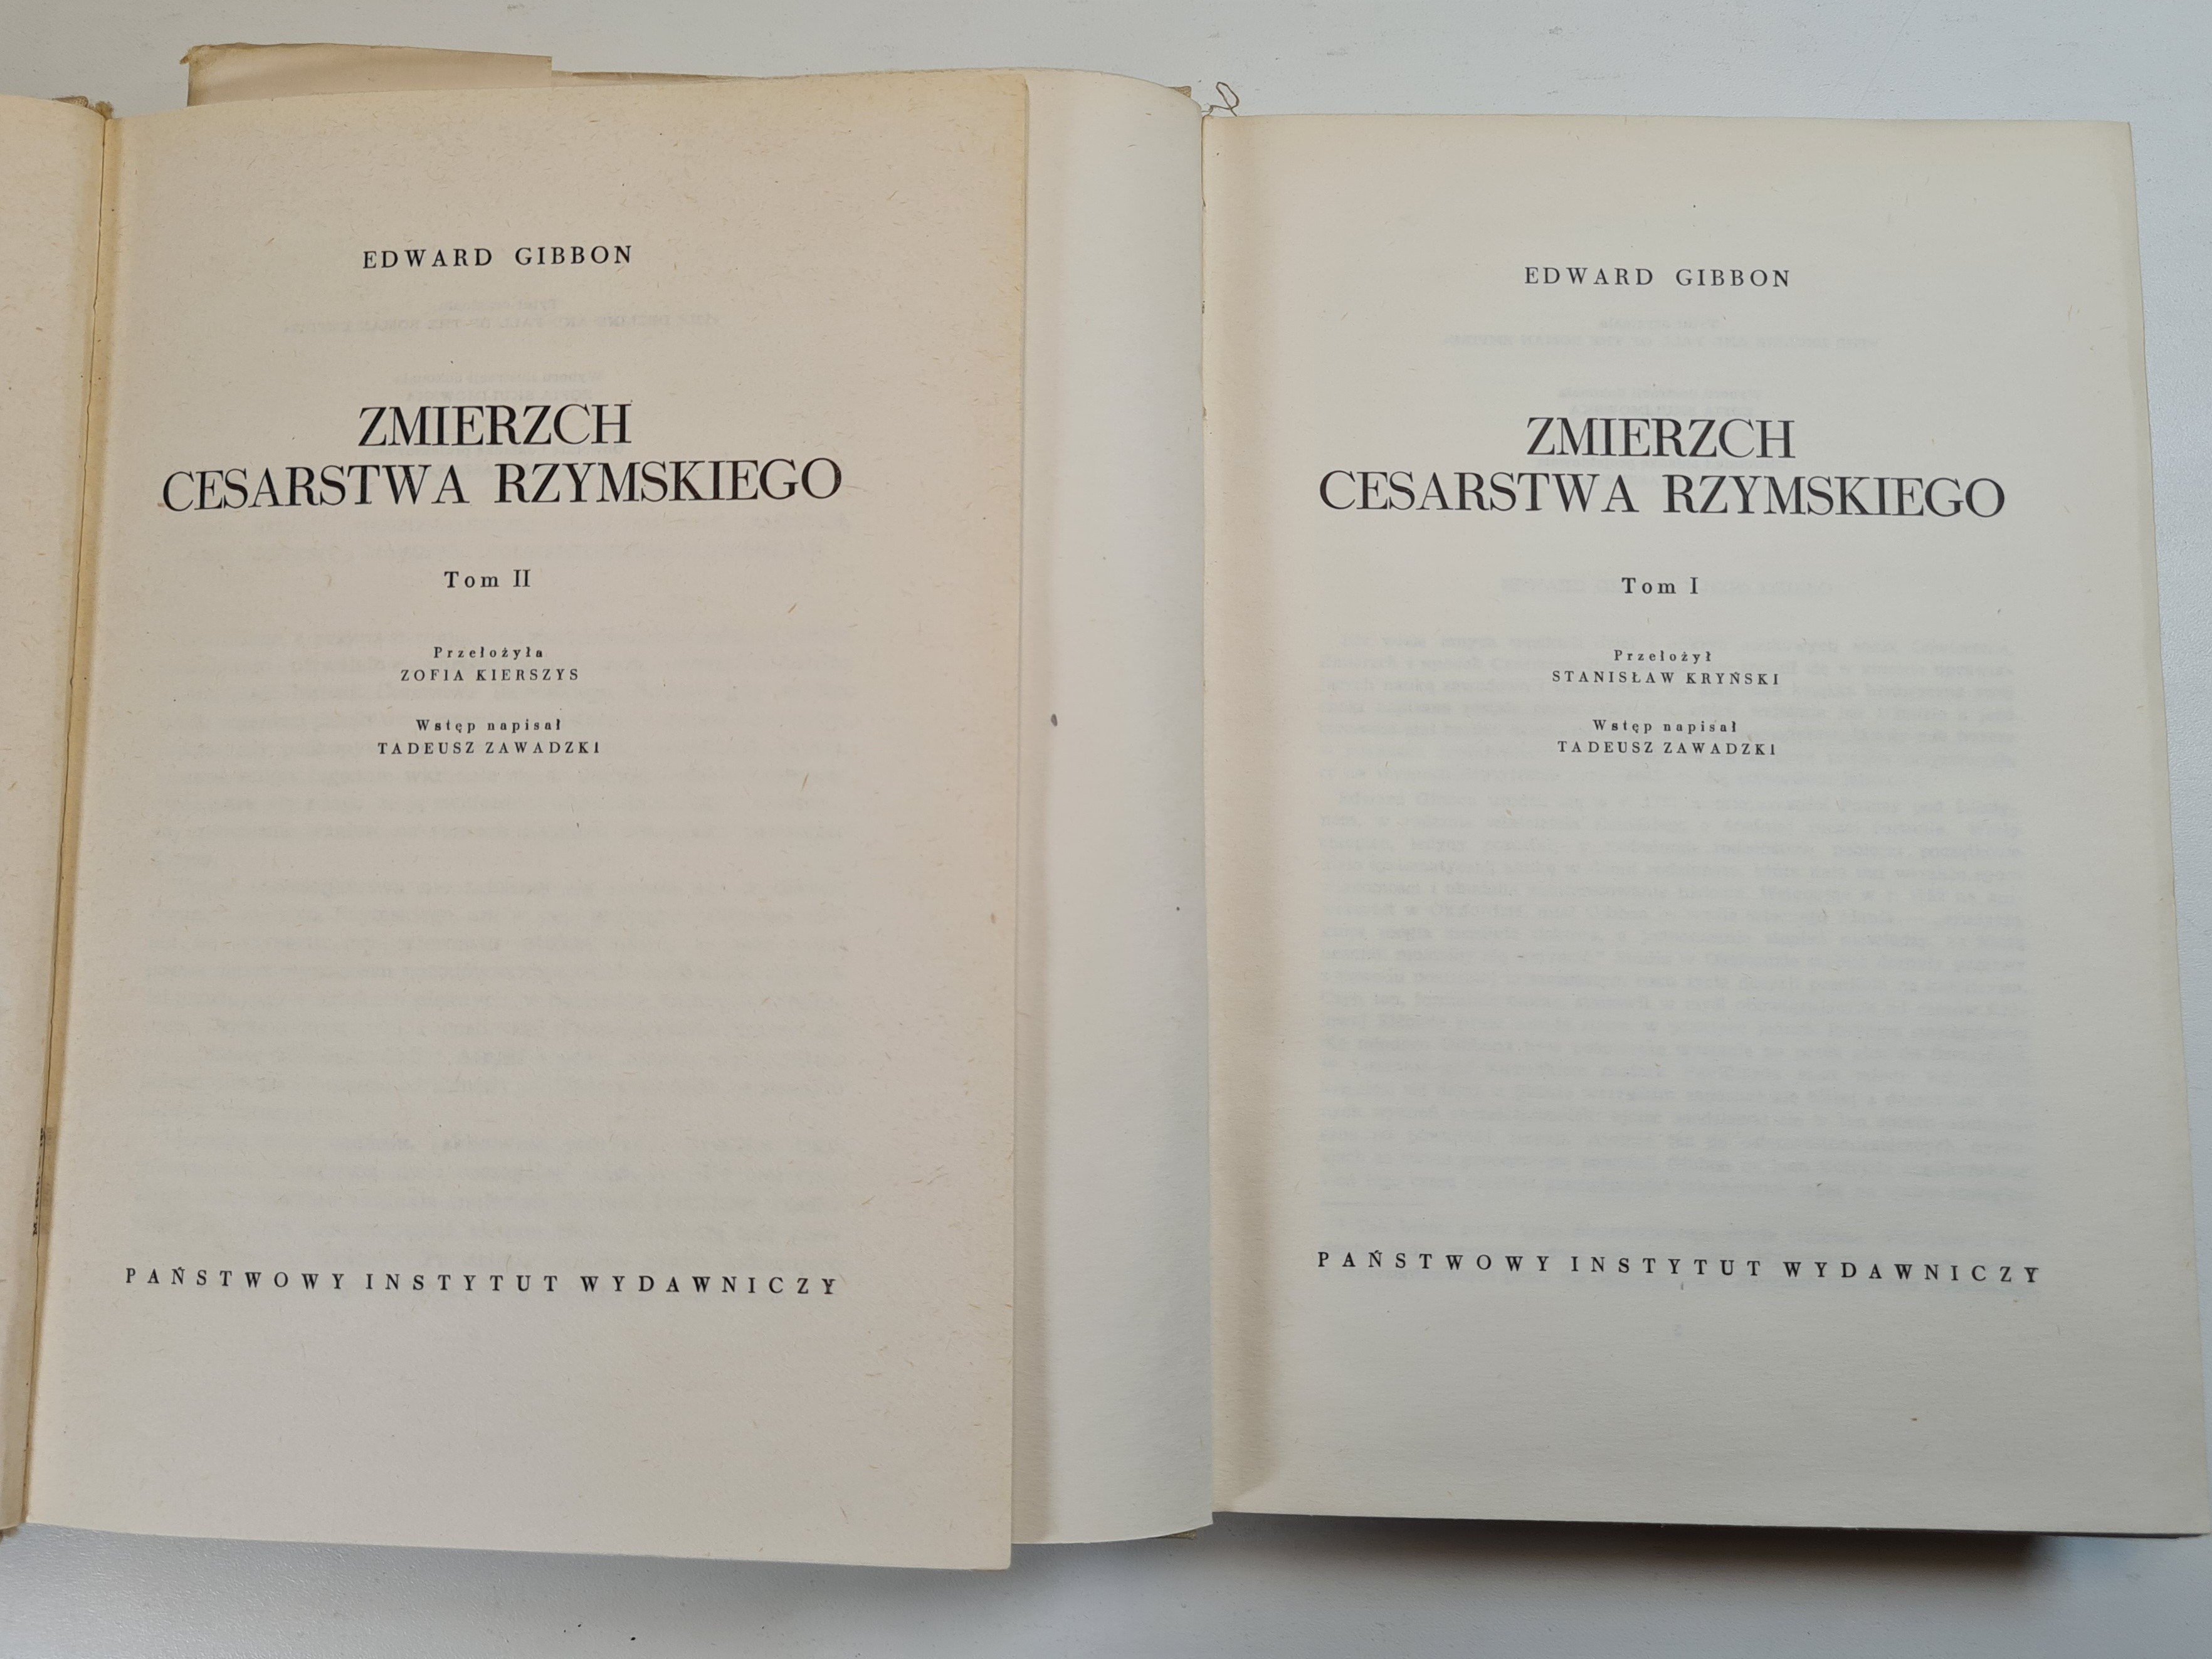 EDWARD GIBBON
ZMIERZCH
CESARSTWA RZYMSKIEGO
Tom II
Przełożyła
ZOFIA KIERSZYS
Wstęp napisał
TADEUSZ ZAWADZKI
PAŃSTWOWY INSTYTUT WYDAWNICZY
EDWARD GIBBON
ZMIERZCH
CESARSTWA RZYMSKIEGO
Tom I
Przełożył
STANISŁAW KRYŃSKI
Wstęp napisał
TADEUSZ ZAWADZKI
PAŃSTWOWY INSTYTUT WYDAWNICZY